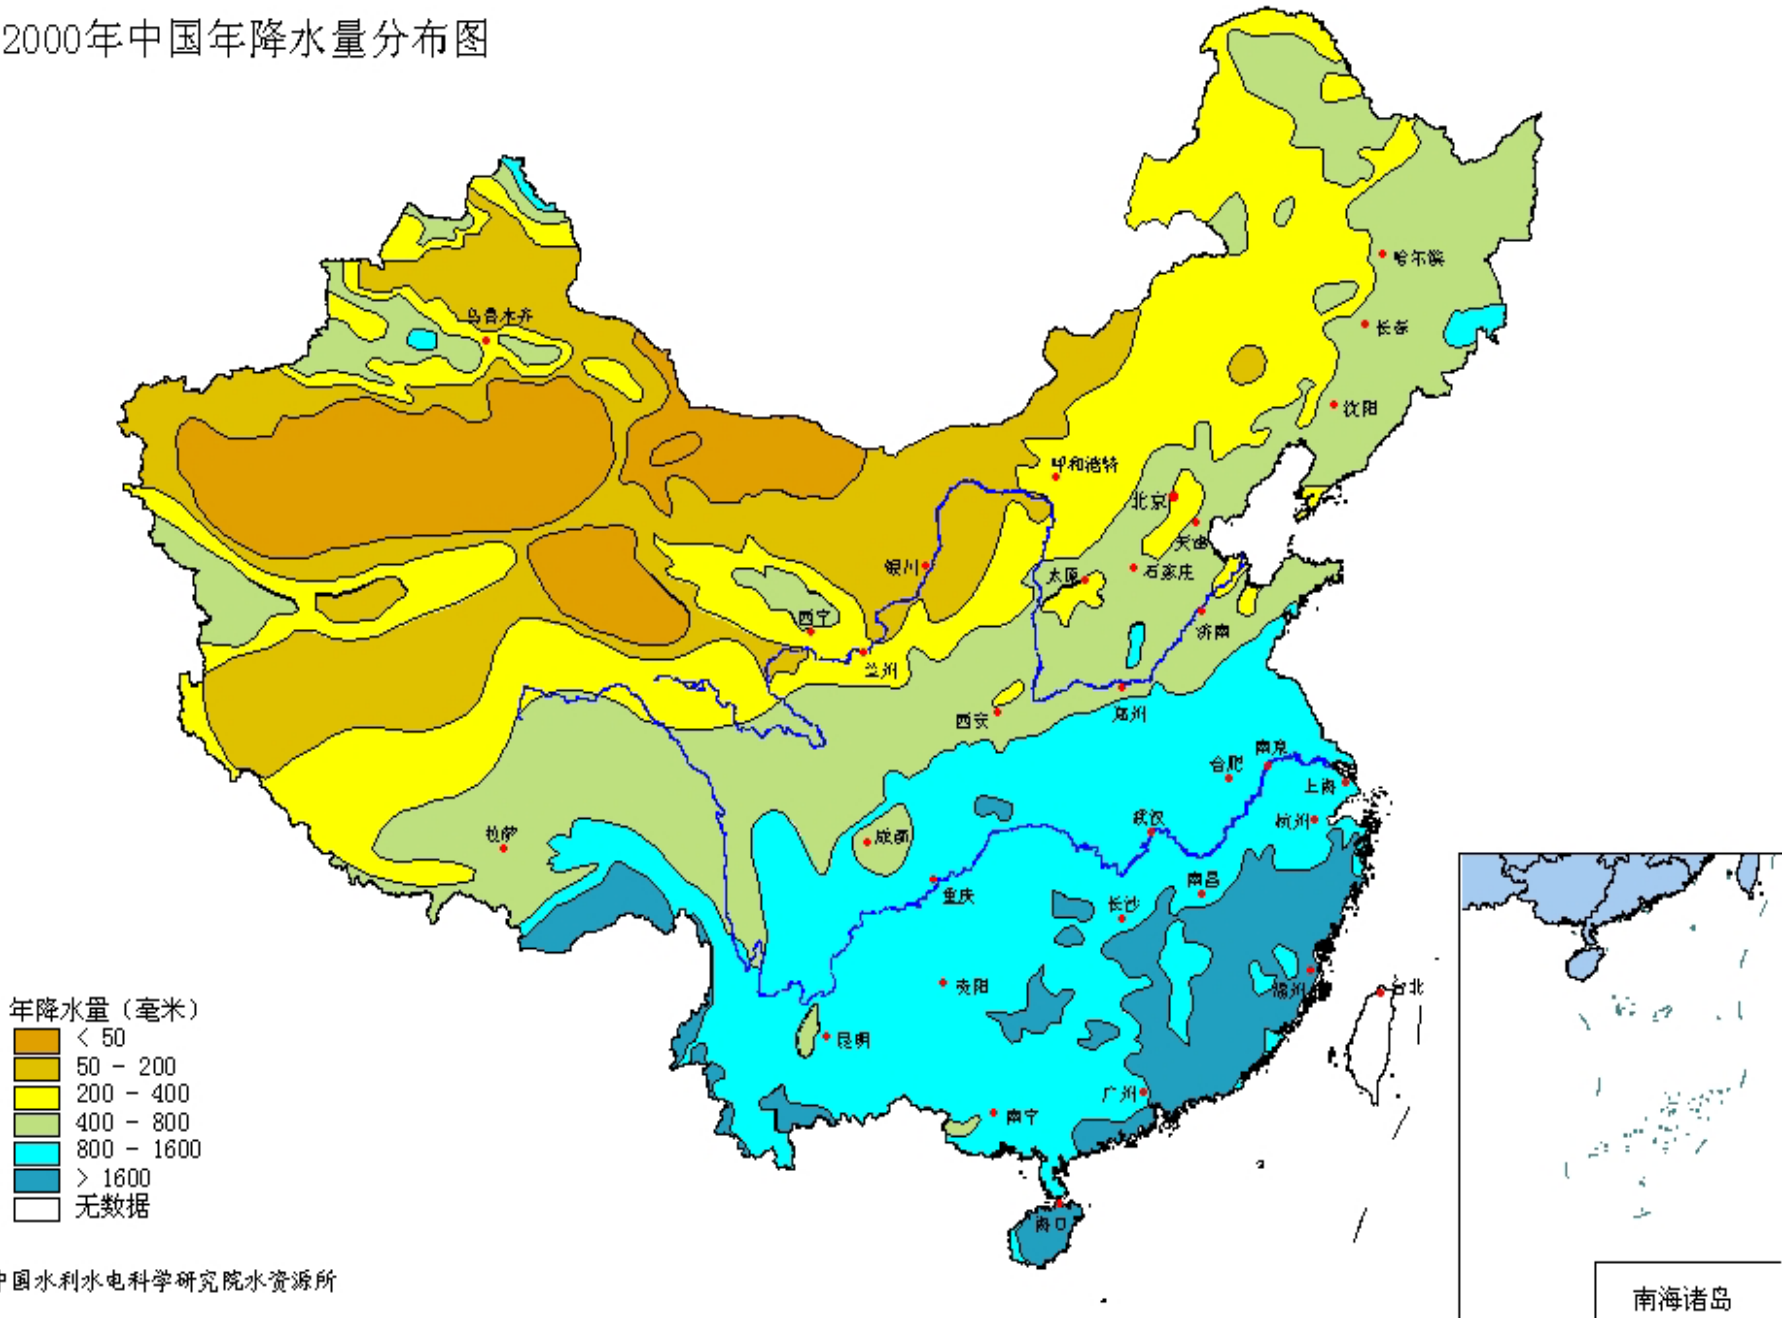 2000年中国年降水量分布图
哈尔滨
乌鲁木齐
长春
沈阳
呼和浩特
北京
天津
银川
太原
石家庄
西宁
济南
兰州
西安
郑州
南京
合肥
上海
武汉
杭州
拉萨
成都
重庆
南昌
长沙
贵阳
福州
台北
昆明
广州
南宁
海口
年降水量（毫米）
< 50
50 - 200
200 - 400
400 - 800
800 - 1600
> 1600
无数据
中国水利水电科学研究院水资源所
南海诸岛